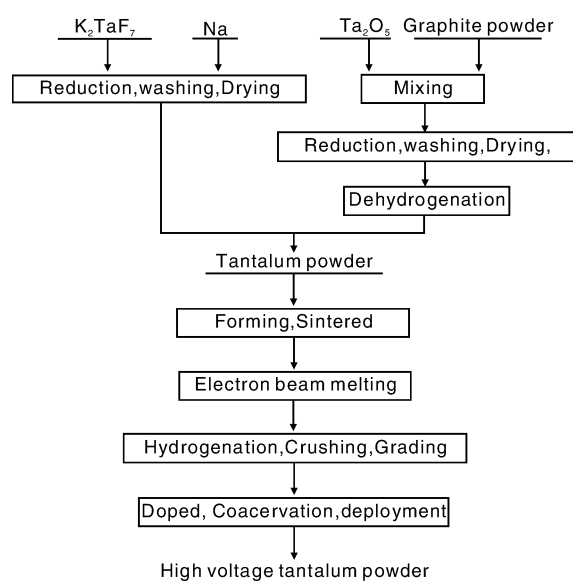 K₂TaF₇ Na Ta₂O₅ Graphite powder
Reduction,washing,Drying Mixing
Reduction,washing,Drying,
Dehydrogenation
Tantalum powder
Forming,Sintered
Electron beam melting
Hydrogenation,Crushing,Grading
Doped, Coacervation,deployment
High voltage tantalum powder